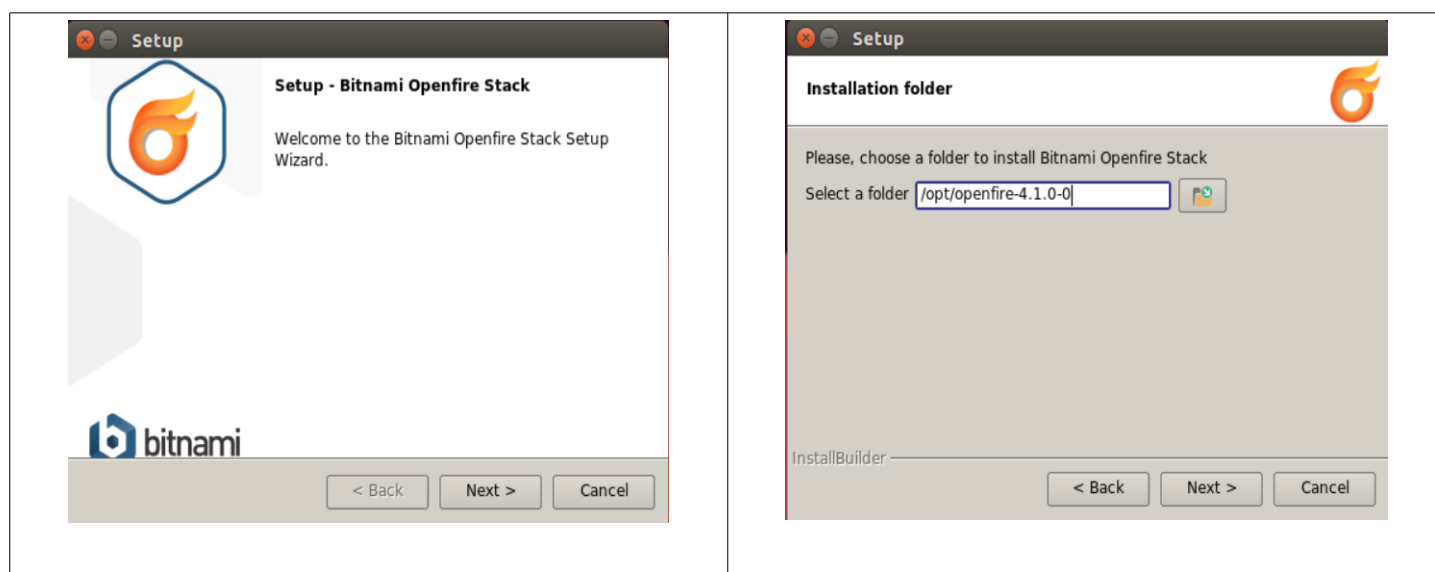 Setup
Setup - Bitnami Openfire Stack
Welcome to the Bitnami Openfire Stack Setup
Wizard.
bitnami
< Back Next > Cancel
Setup
Installation folder
Please, choose a folder to install Bitnami Openfire Stack
Select a folder /opt/openfire-4.1.0-0
InstallBuilder
< Back Next > Cancel